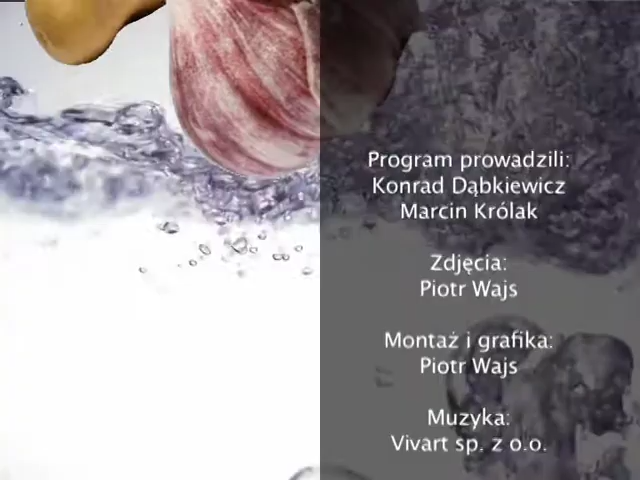 Program prowadzili:
Konrad Dąbkiewicz
Marcin Królak
Zdjęcia:
Piotr Wajs
Montaż i grafika:
Piotr Wajs
Muzyka:
Vivart sp. z o.o.